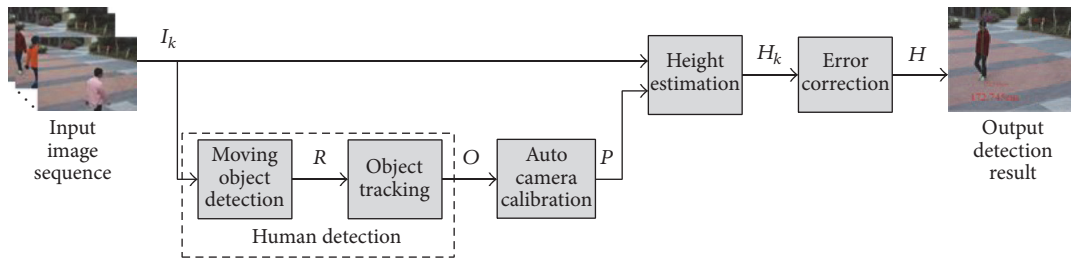 I_k
Input
image
sequence
Moving
object
detection
R
Object
tracking
Human detection
O
Auto
camera
calibration
P
Height
estimation
H_k
Error
correction
H
Output
detection
result